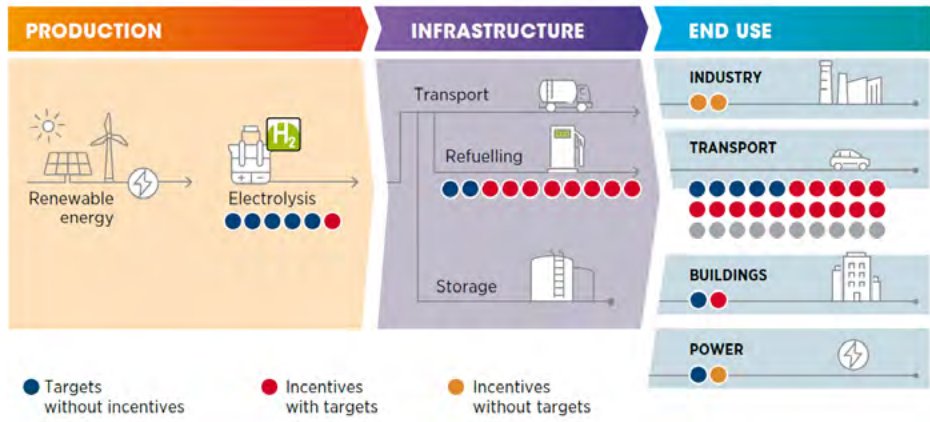 PRODUCTION
INFRASTRUCTURE
END USE
Renewable
energy
H2
Electrolysis
Transport
Refuelling
Storage
INDUSTRY
TRANSPORT
BUILDINGS
POWER
Targets
without incentives
Incentives
with targets
Incentives
without targets